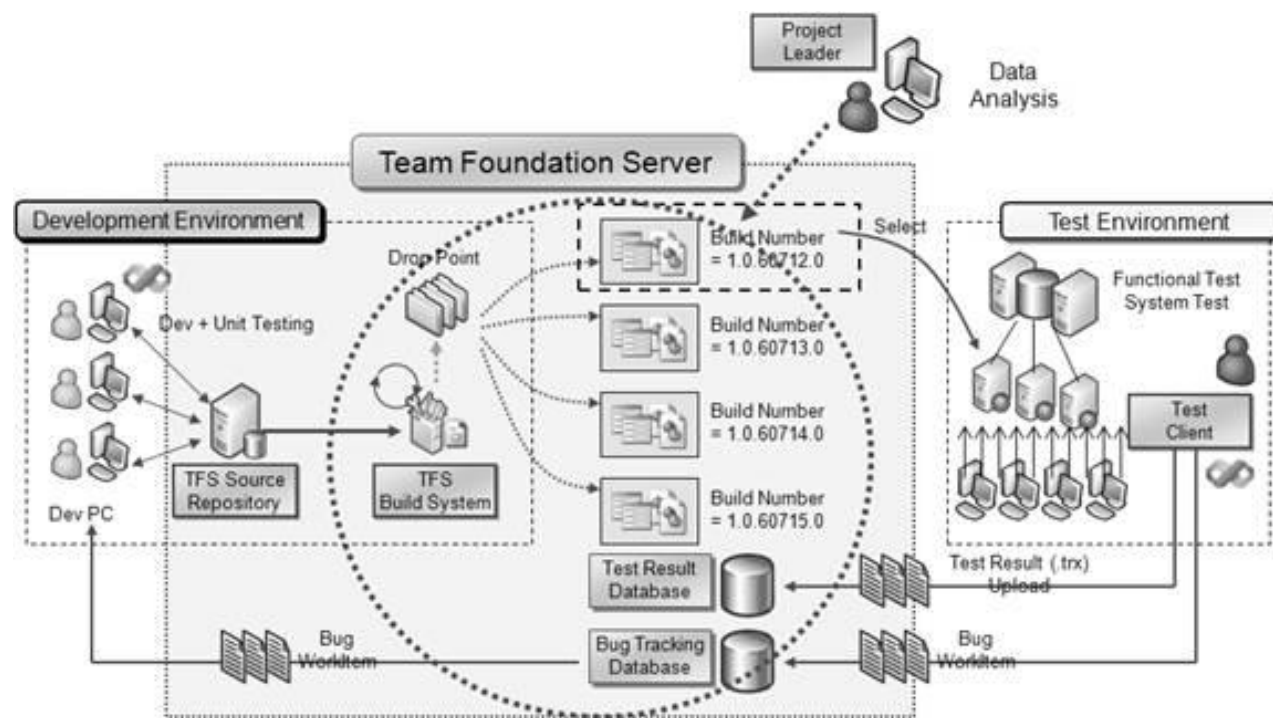 Project
Leader
Data
Analysis
Team Foundation Server
Development Environment
Test Environment
Drop Point
Build Number
= 1.0.60712.0
Select
Functional Test
System Test
Dev + Unit Testing
Build Number
= 1.0.60713.0
Build Number
= 1.0.60714.0
Test
Client
TFS Source
Repository
TFS
Build System
Build Number
= 1.0.60715.0
Dev PC
Test Result
Database
Test Result (.trx)
Upload
Bug
WorkItem
Bug Tracking
Database
Bug
WorkItem